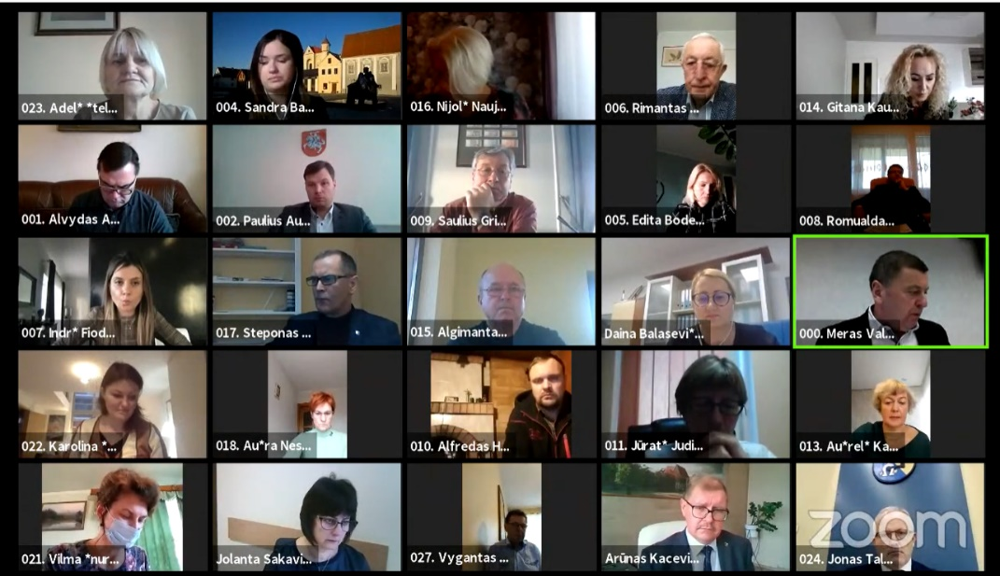 023. Adel* *tel...
004. Sandra Ba...
016. Nijol* Nauj...
006. Rimantas ...
014. Gitana Kau...
001. Alvydas A...
002. Paulius Au...
009. Saulius Gri...
005. Edita Bode...
008. Romualda...
007. Indr* Fiod...
017. Steponas ...
015. Algimanta...
Daina Balasevi*...
000. Meras Val...
022. Karolina *...
018. Au*ra Nes...
010. Alfredas H...
011. Jūrat* Judi...
013. Au*rel* Ka...
021. Vilma *nur...
Jolanta Sakavi...
027. Vygantas ...
Arūnas Kacevi...
024. Jonas Tal...
zoom